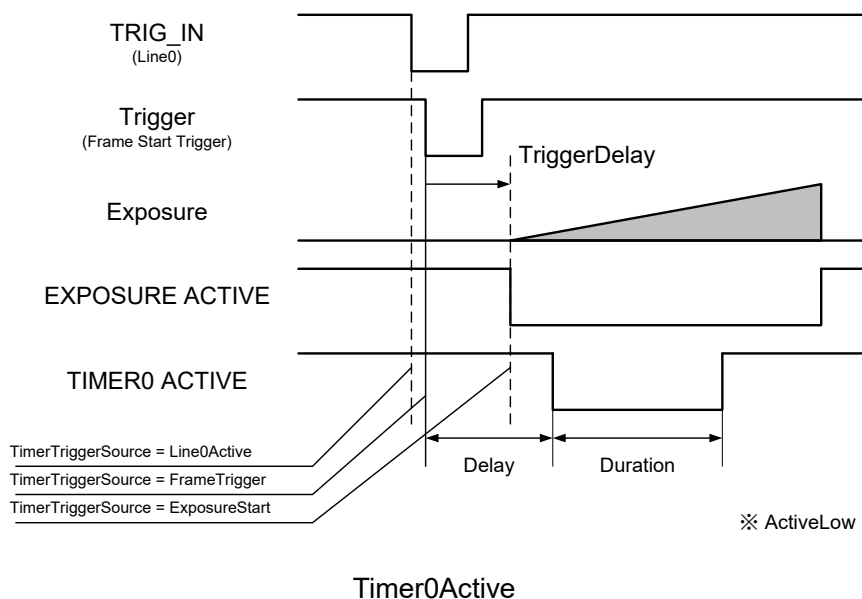 TRIG_IN
(Line0)
Trigger
(Frame Start Trigger)
TriggerDelay
Exposure
EXPOSURE ACTIVE
TIMER0 ACTIVE
TimerTriggerSource = Line0Active
TimerTriggerSource = FrameTrigger
TimerTriggerSource = ExposureStart
Delay
Duration
※ ActiveLow
Timer0Active